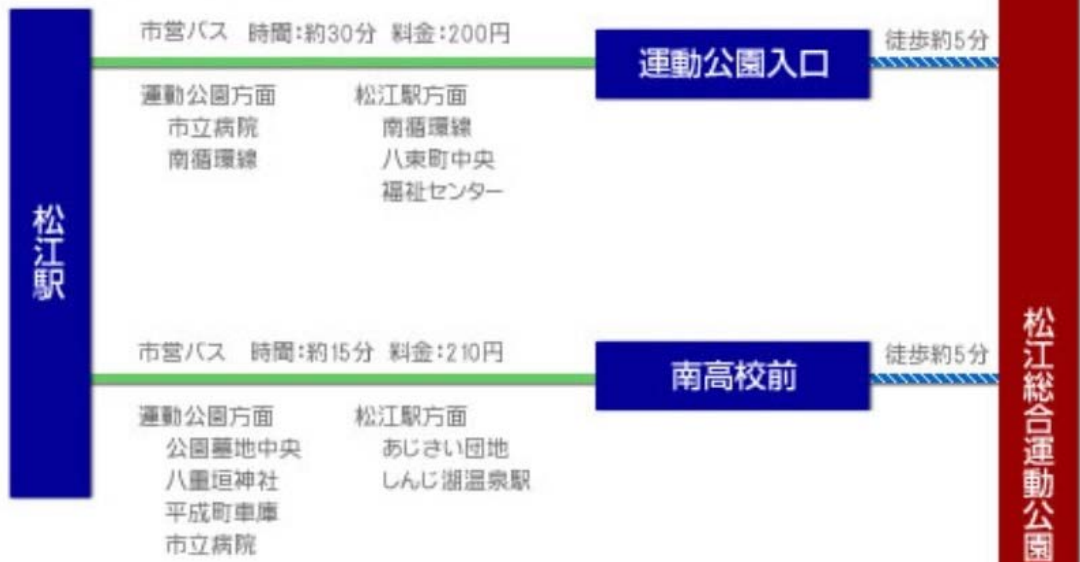 松江駅
市営バス 時間:約30分 料金:200円
運動公園方面
市立病院
南循環線
松江駅方面
南循環線
八束町中央
福祉センター
運動公園入口
徒歩約5分
市営バス 時間:約15分 料金:210円
運動公園方面
公園墓地中央
八重垣神社
平成町車庫
市立病院
松江駅方面
あじさい団地
しんじ湖温泉駅
南高校前
徒歩約5分
松江総合運動公園